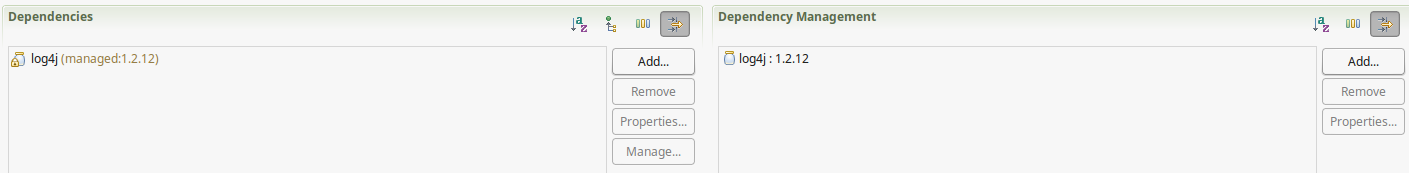 Dependencies
log4j (managed:1.2.12)
Add...
Remove
Properties...
Manage...
Dependency Management
log4j : 1.2.12
Add...
Remove
Properties...